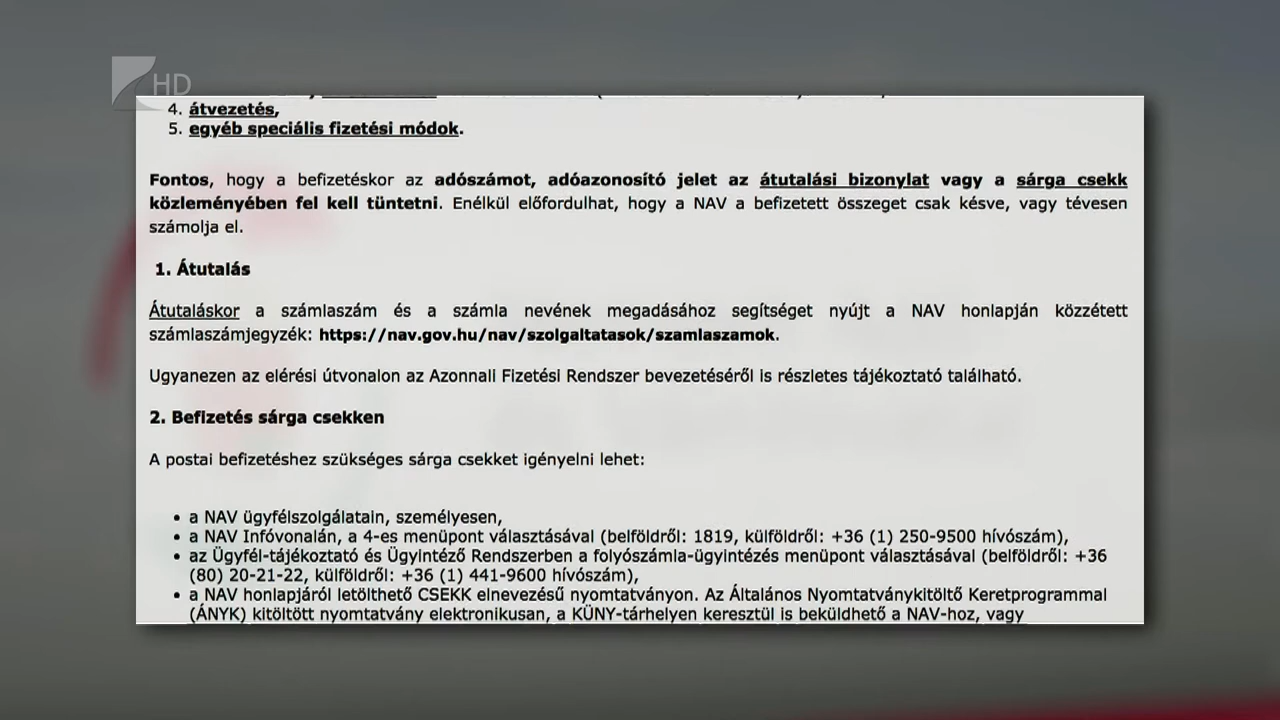 HD
4. átvezetés,
5. egyéb speciális fizetési módok.
Fontos, hogy a befizetéskor az adószámot, adóazonosító jelet az átutalási bizonylat vagy a sárga csekk
közleményében fel kell tüntetni. Enélkül előfordulhat, hogy a NAV a befizetett összeget csak késve, vagy tévesen
számolja el.
1. Átutalás
Átutaláskor a számlaszám és a számla nevének megadásához segítséget nyújt a NAV honlapján közzétett
számlaszámjegyzék: https://nav.gov.hu/nav/szolgaltatasok/szamlaszamok.
Ugyanezen az elérési útvonalon az Azonnali Fizetési Rendszer bevezetéséről is részletes tájékoztató található.
2. Befizetés sárga csekken
A postai befizetéshez szükséges sárga csekket igényelni lehet:
• a NAV ügyfélszolgálatain, személyesen,
• a NAV Infóvonalán, a 4-es menüpont választásával (belföldről: 1819, külföldről: +36 (1) 250-9500 hívószám),
• az Ügyfél-tájékoztató és Ügyintéző Rendszerben a folyószámla-ügyintézés menüpont választásával (belföldről: +36
(80) 20-21-22, külföldről: +36 (1) 441-9600 hívószám),
• a NAV honlapjáról letölthető CSEKK elnevezésű nyomtatványon. Az Általános Nyomtatványkitöltő Keretprogrammal
(ÁNYK) kitöltött nyomtatvány elektronikusan, a KÜNY-tárhelyen keresztül is beküldhető a NAV-hoz, vagy